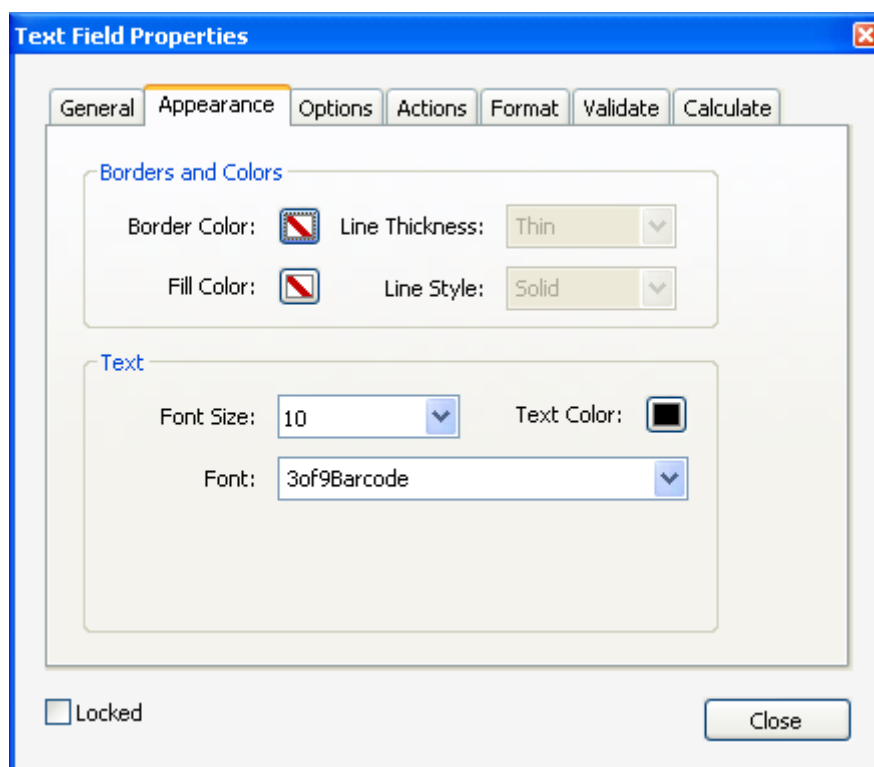 Text Field Properties
General Appearance Options Actions Format Validate Calculate
Borders and Colors
Border Color: Line Thickness: Thin
Fill Color: Line Style: Solid
Text
Font Size: 10 Text Color:
Font: 3of9Barcode
Locked
Close